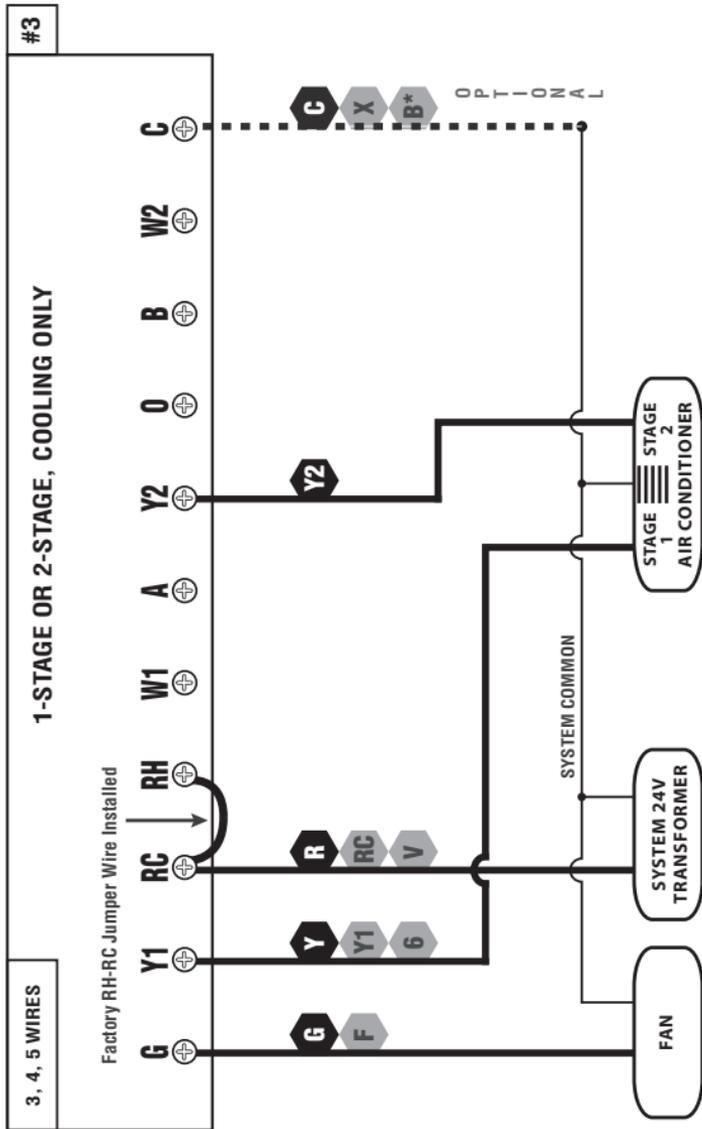 3, 4, 5 WIRES
#3
1-STAGE OR 2-STAGE, COOLING ONLY
Factory RH-RC Jumper Wire Installed
G Y1 RC RH W1 A Y2 O B W2 C
G Y R Y2 C
F Y1 RC X
6 V B*
OPTIONAL
SYSTEM COMMON
FAN
SYSTEM 24V
TRANSFORMER
STAGE STAGE
1 2
AIR CONDITIONER